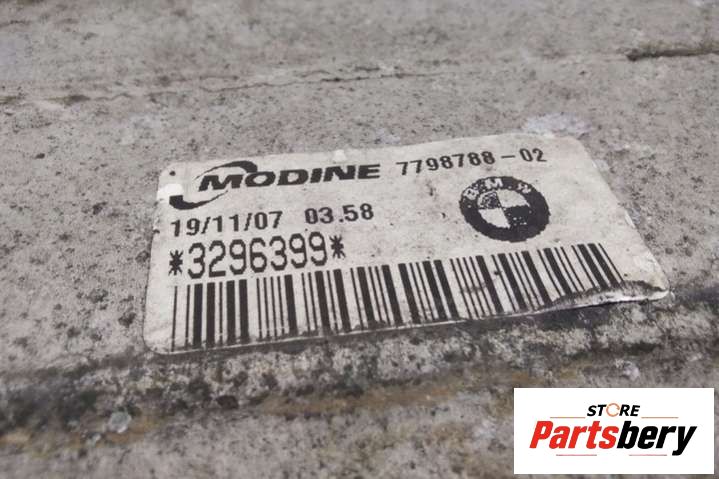 MODINE 7798788-02
BMW
19/11/07 03.58
*3296399*
STORE
Partsbery